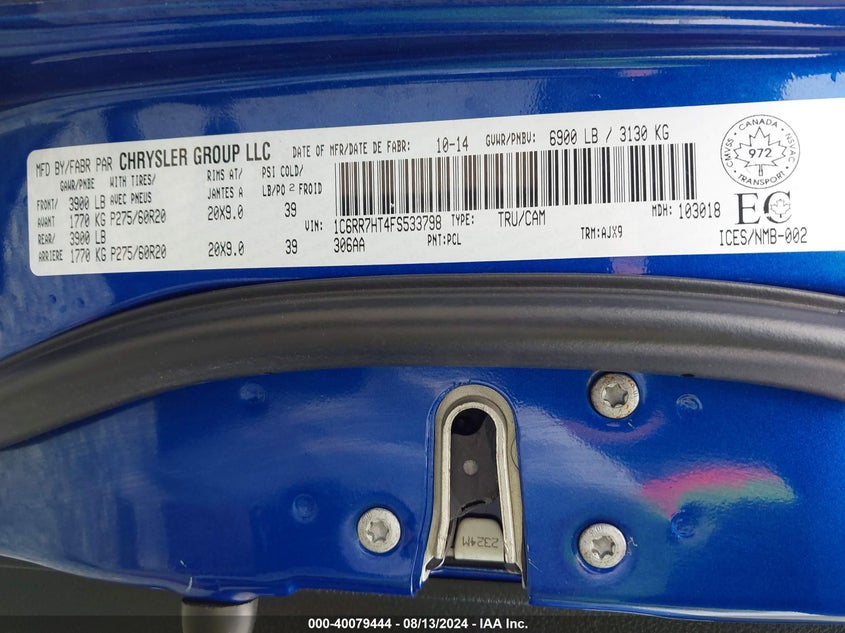 MFD BY/FABR PAR CHRYSLER GROUP LLC DATE OF MFR/DATE DE FABR: 10-14 GVWR/PNBV: 6900 LB / 3130 KG
GAWR/PNBE WITH TIRES/ RIMS AT/ PSI COLD/
AVEC PNEUS JANTES A LB/PO² FROID
FRONT/ 3900 LB
AVANT 1770 KG P275/60R20 20X9.0 39
REAR/ 3900 LB
ARRIERE 1770 KG P275/60R20 20X9.0 39
VIN: 1C6RR7HT4FS533798 TYPE: TRU/CAM MDH: 103018
306AA PNT:PCL TRM:AJX9
CANADA
CMVSS 972 NSVAC
TRANSPORT
EC
ICES/NMB-002
2324M
000-40079444 - 08/13/2024 - IAA Inc.